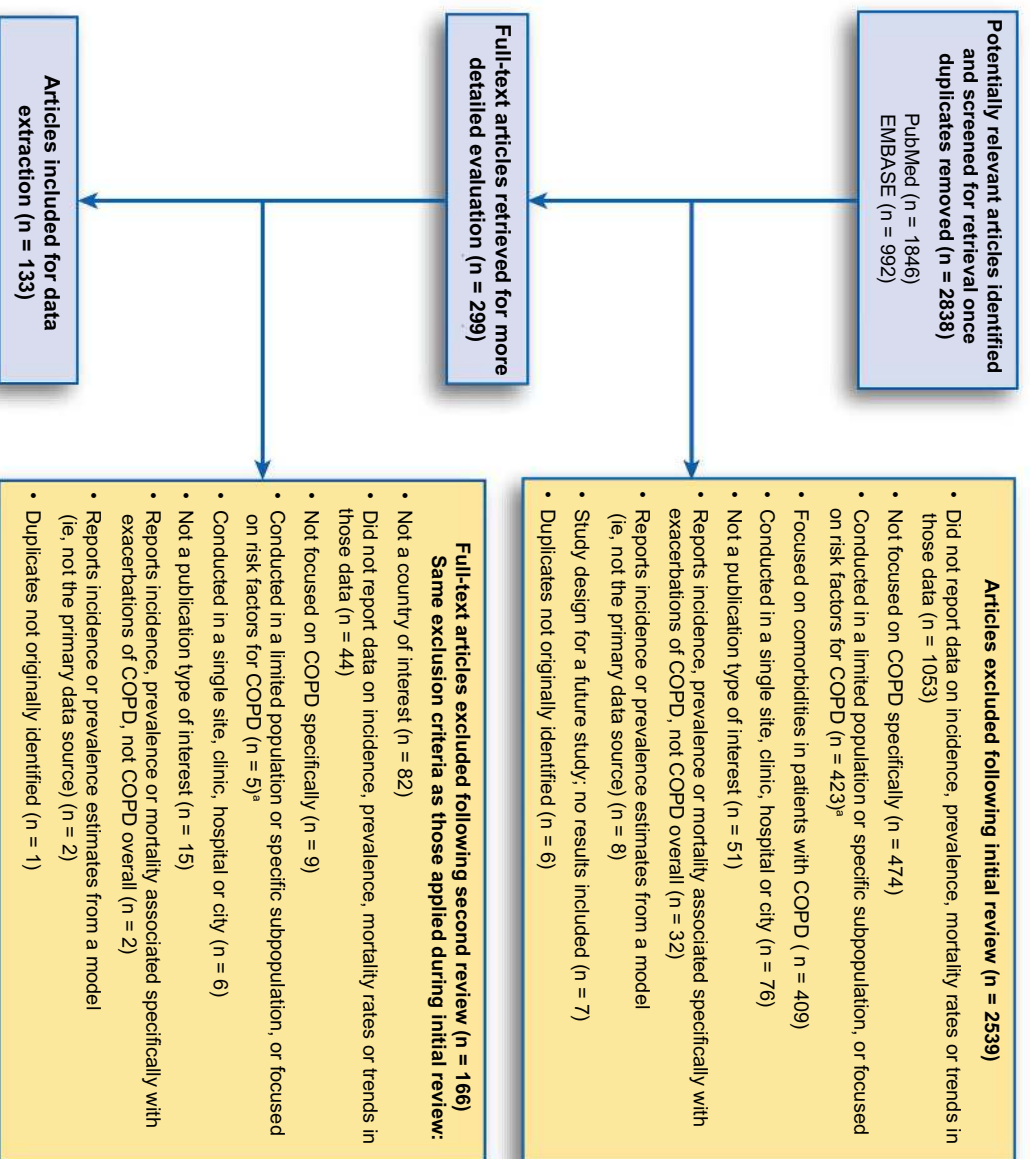 Potentially relevant articles identified
and screened for retrieval once
duplicates removed (n = 2838)
PubMed (n = 1846)
EMBASE (n = 992)
Articles excluded following initial review (n = 2539)
• Did not report data on incidence, prevalence, mortality rates or trends in
those data (n = 1053)
• Not focused on COPD specifically (n = 474)
• Conducted in a limited population or specific subpopulation, or focused
on risk factors for COPD (n = 423)ª
• Focused on comorbidities in patients with COPD ( n = 409)
• Conducted in a single site, clinic, hospital or city (n = 76)
• Not a publication type of interest (n = 51)
• Reports incidence, prevalence or mortality associated specifically with
exacerbations of COPD, not COPD overall (n = 32)
• Reports incidence or prevalence estimates from a model
(ie, not the primary data source) (n = 8)
• Study design for a future study; no results included (n = 7)
• Duplicates not originally identified (n = 6)
Full-text articles retrieved for more
detailed evaluation (n = 299)
Full-text articles excluded following second review (n = 166)
Same exclusion criteria as those applied during initial review:
• Not a country of interest (n = 82)
• Did not report data on incidence, prevalence, mortality rates or trends in
those data (n = 44)
• Not focused on COPD specifically (n = 9)
• Conducted in a limited population or specific subpopulation, or focused
on risk factors for COPD (n = 5)ª
• Conducted in a single site, clinic, hospital or city (n = 6)
• Not a publication type of interest (n = 15)
• Reports incidence, prevalence or mortality associated specifically with
exacerbations of COPD, not COPD overall (n = 2)
• Reports incidence or prevalence estimates from a model
(ie, not the primary data source) (n = 2)
• Duplicates not originally identified (n = 1)
Articles included for data
extraction (n = 133)